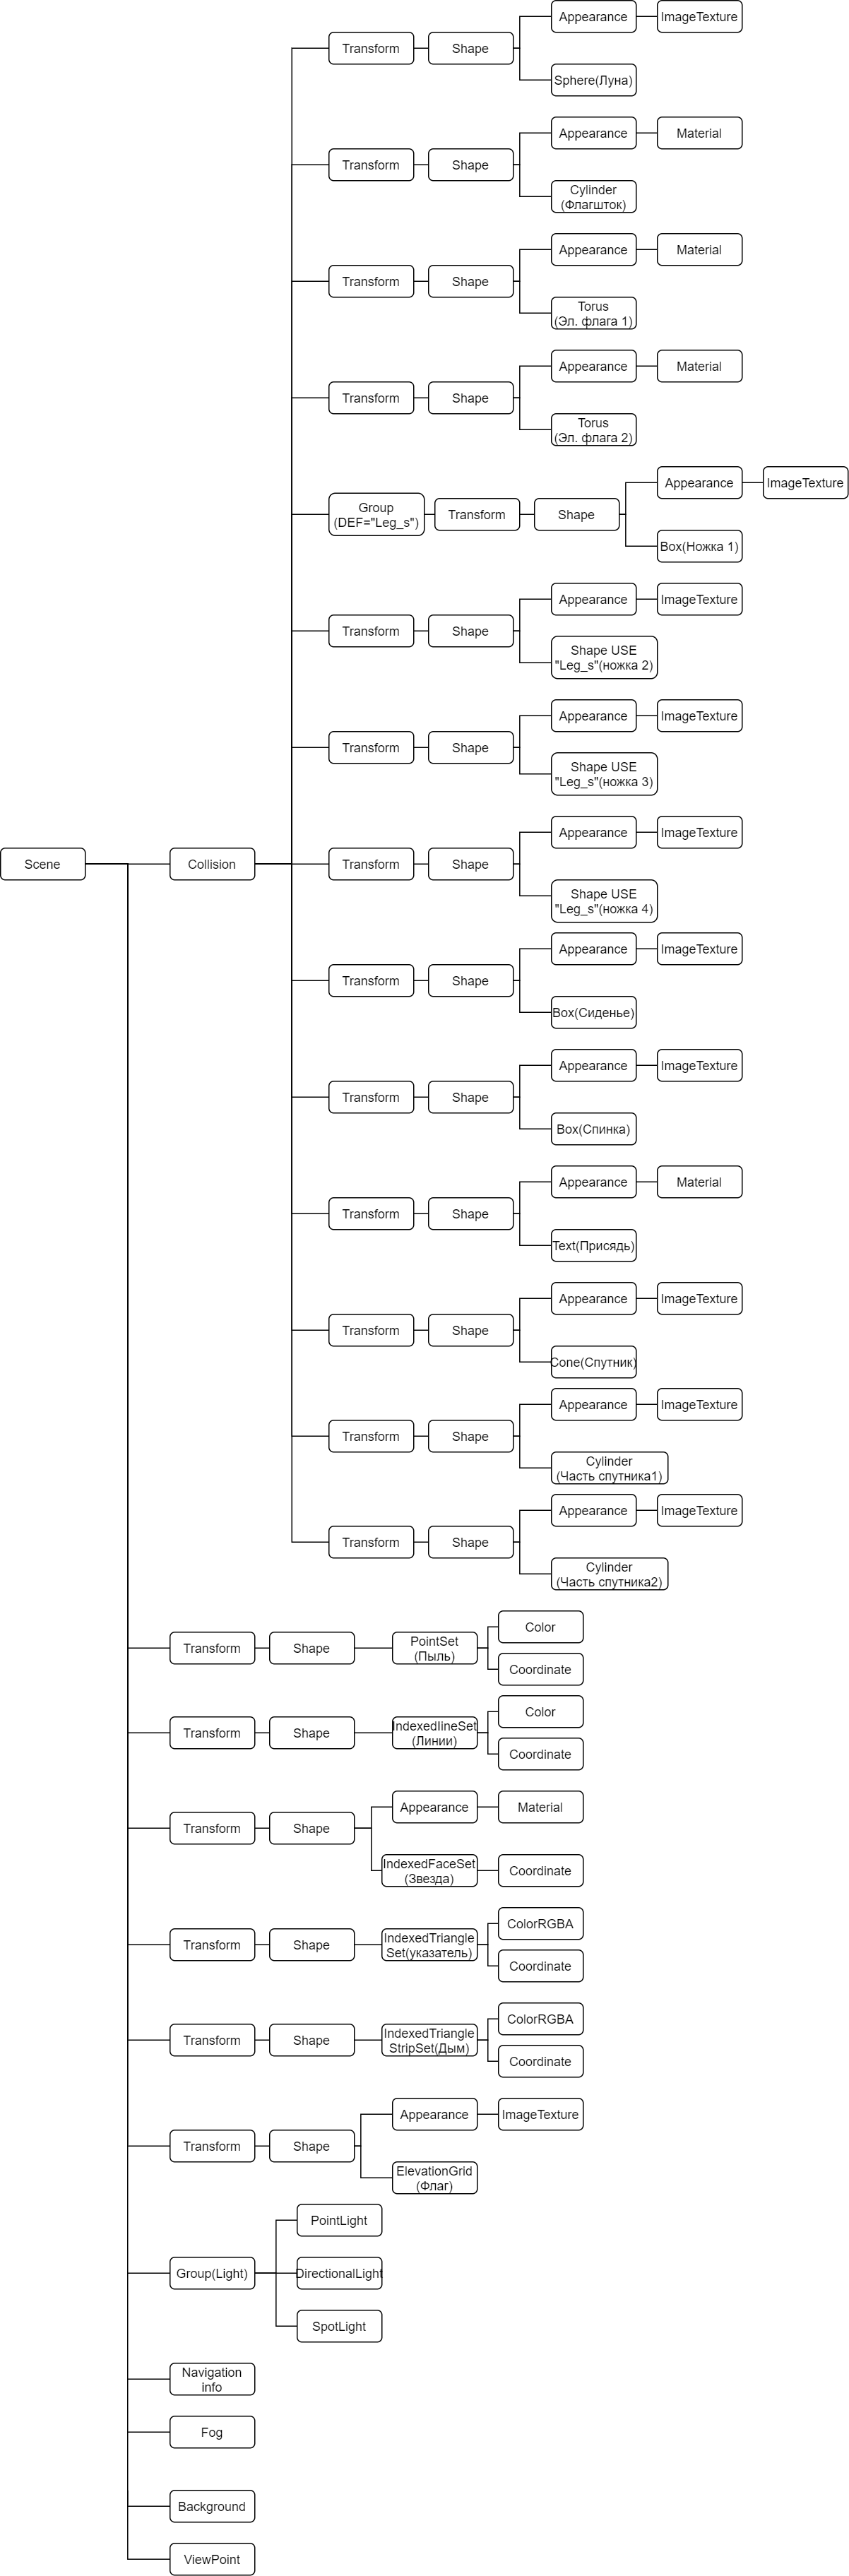 Appearance
ImageTexture
Transform
Shape
Sphere(Луна)
Appearance
Material
Transform
Shape
Cylinder
(Флагшток)
Appearance
Material
Transform
Shape
Torus
(Эл. флага 1)
Appearance
Material
Transform
Shape
Torus
(Эл. флага 2)
Appearance
ImageTexture
Group
(DEF="Leg_s")
Transform
Shape
Box(Ножка 1)
Appearance
ImageTexture
Transform
Shape
Shape USE
"Leg_s"(ножка 2)
Appearance
ImageTexture
Transform
Shape
Shape USE
"Leg_s"(ножка 3)
Appearance
ImageTexture
Scene
Collision
Transform
Shape
Shape USE
"Leg_s"(ножка 4)
Appearance
ImageTexture
Transform
Shape
Box(Сиденье)
Appearance
ImageTexture
Transform
Shape
Box(Спинка)
Appearance
Material
Transform
Shape
Text(Присядь)
Appearance
ImageTexture
Transform
Shape
Cone(Спутник)
Appearance
ImageTexture
Transform
Shape
Cylinder
(Часть спутника1)
Appearance
ImageTexture
Transform
Shape
Cylinder
(Часть спутника2)
Color
Transform
Shape
PointSet
(Пыль)
Coordinate
Color
Transform
Shape
IndexedlineSet
(Линии)
Coordinate
Appearance
Material
Transform
Shape
IndexedFaceSet
(Звезда)
Coordinate
ColorRGBA
Transform
Shape
IndexedTriangle
Set(указатель)
Coordinate
ColorRGBA
Transform
Shape
IndexedTriangle
StripSet(Дым)
Coordinate
Appearance
ImageTexture
Transform
Shape
ElevationGrid
(Флаг)
PointLight
Group(Light)
DirectionalLight
SpotLight
Navigation
info
Fog
Background
ViewPoint